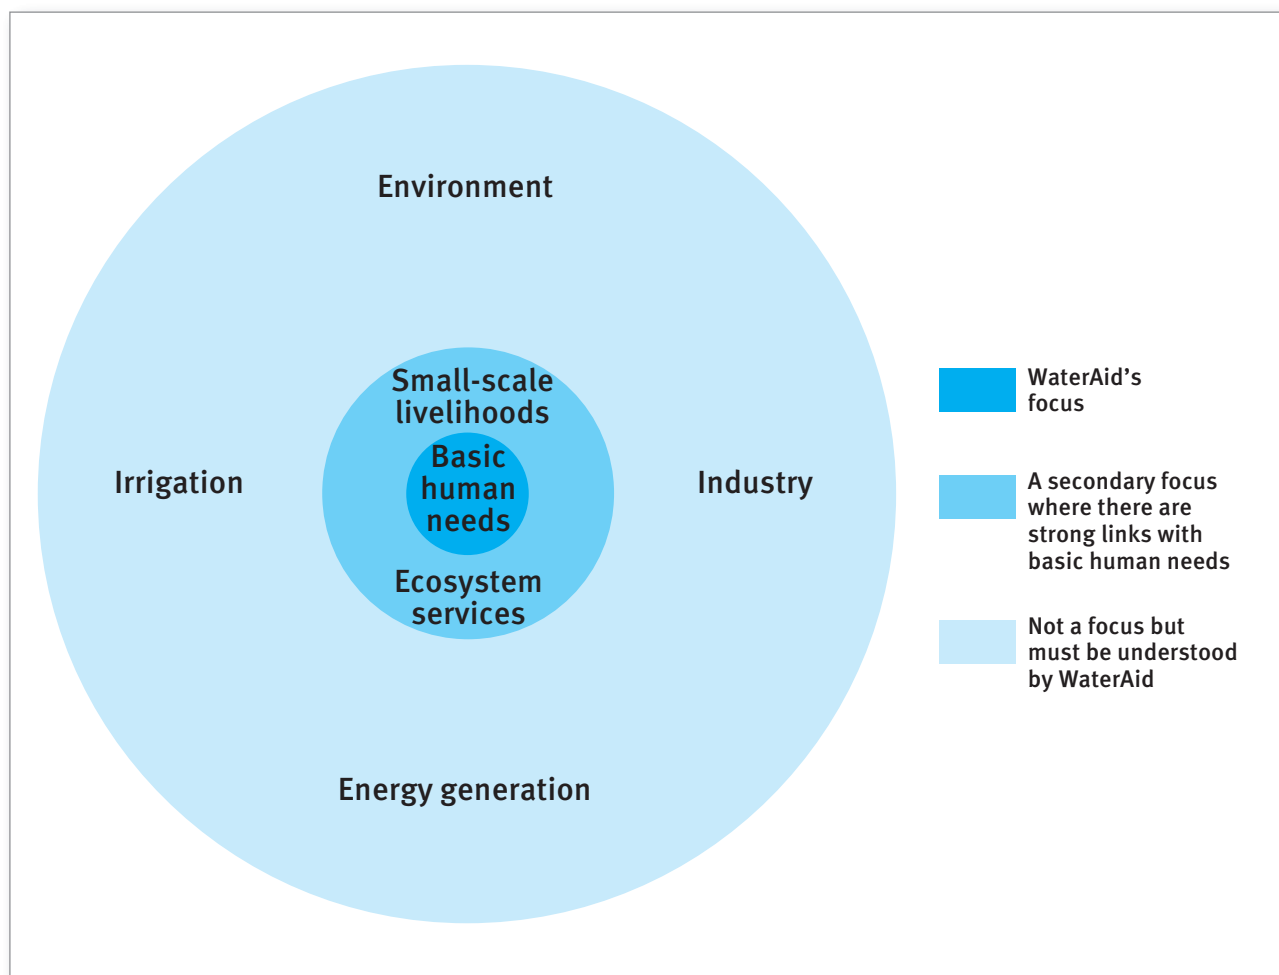 Environment
Small-scale
livelihoods
Basic
human
needs
Irrigation
Industry
Ecosystem
services
Energy generation
WaterAid's
focus
A secondary focus
where there are
strong links with
basic human needs
Not a focus but
must be understood
by WaterAid